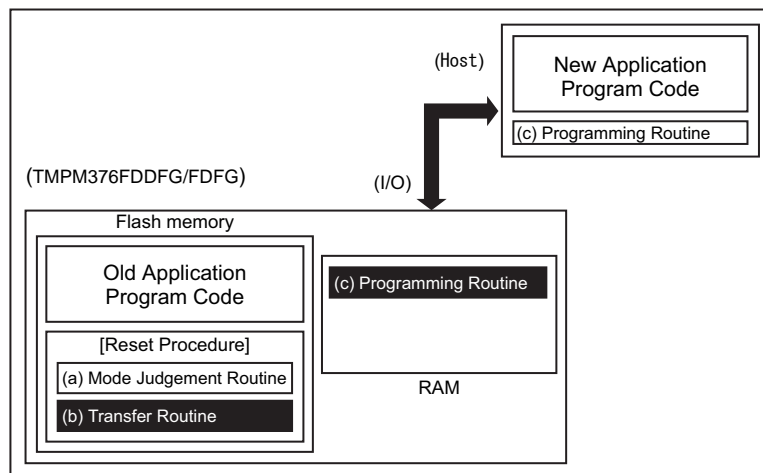 (Host)
New Application
Program Code
(c) Programming Routine
(TMPM376FDDFG/FDFG)
(I/O)
Flash memory
Old Application
Program Code
(c) Programming Routine
[Reset Procedure]
(a) Mode Judgement Routine
(b) Transfer Routine
RAM